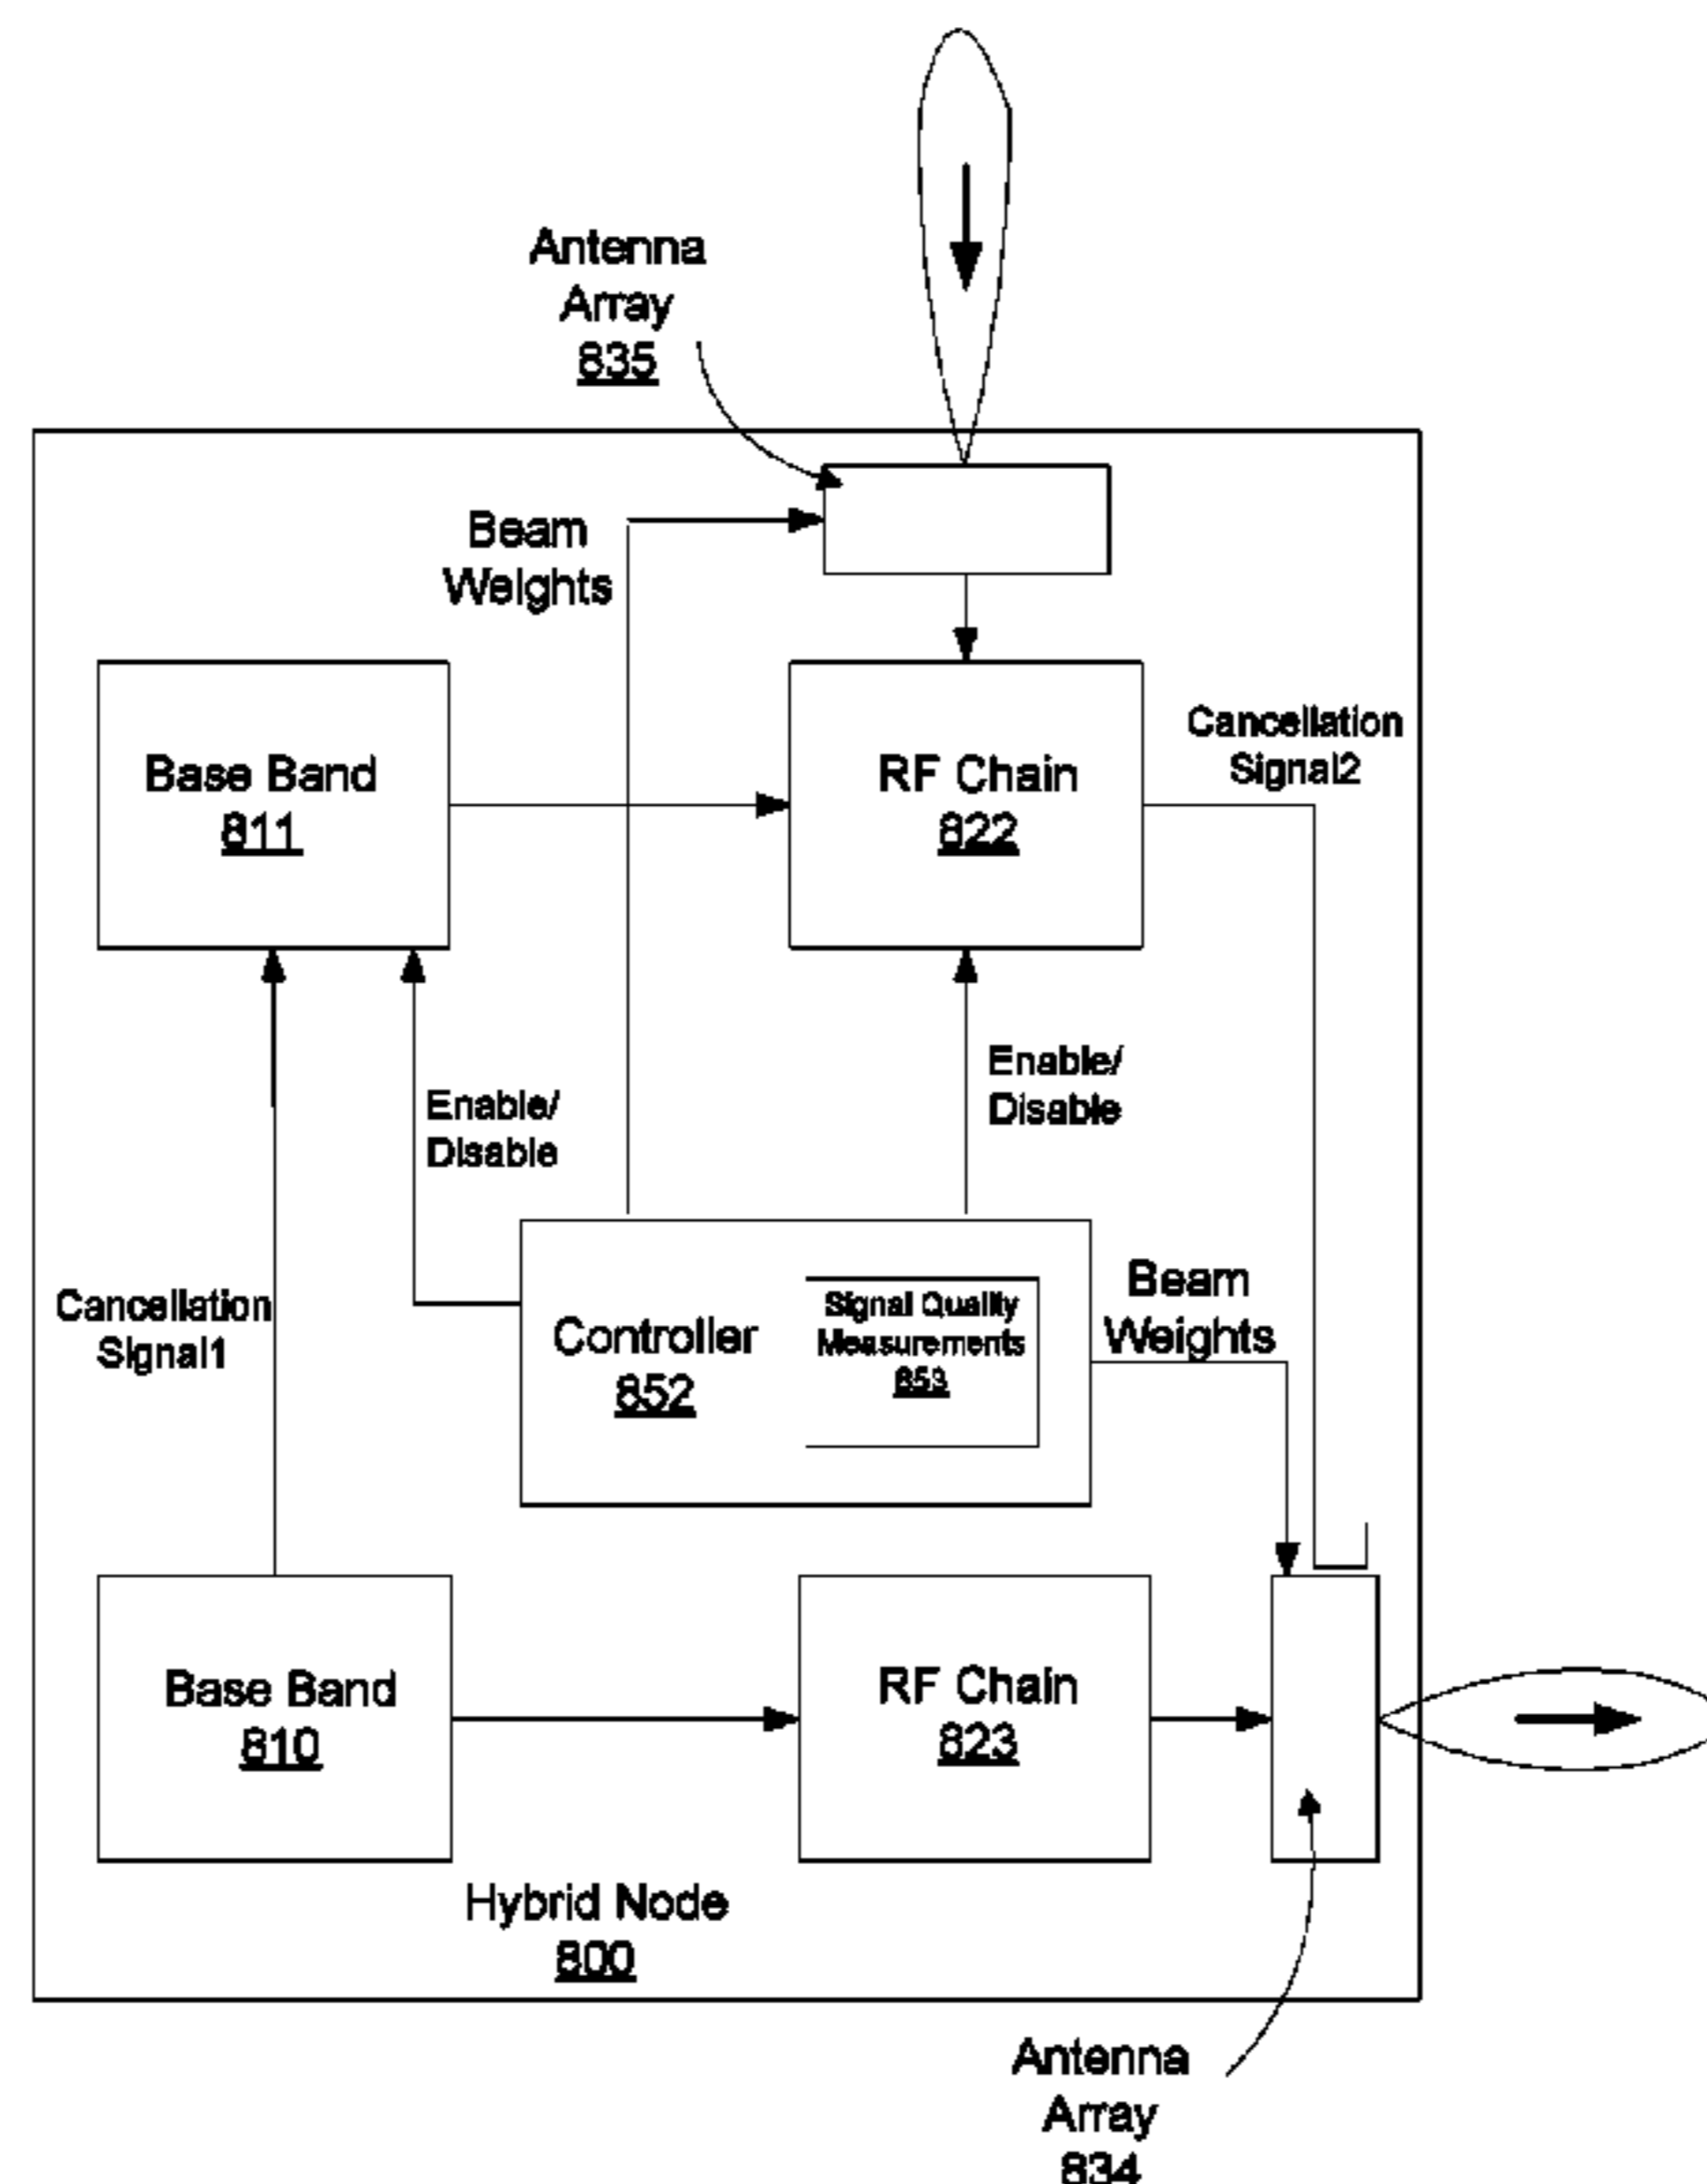 Antenna
Array
835
Beam
Weights
Base Band
811
RF Chain
822
Cancellation
Signal2
Enable/
Disable
Enable/
Disable
Cancellation
Signal1
Controller
852
Signal Quality
Measurements
853
Beam
Weights
Base Band
810
RF Chain
823
Hybrid Node
800
Antenna
Array
834